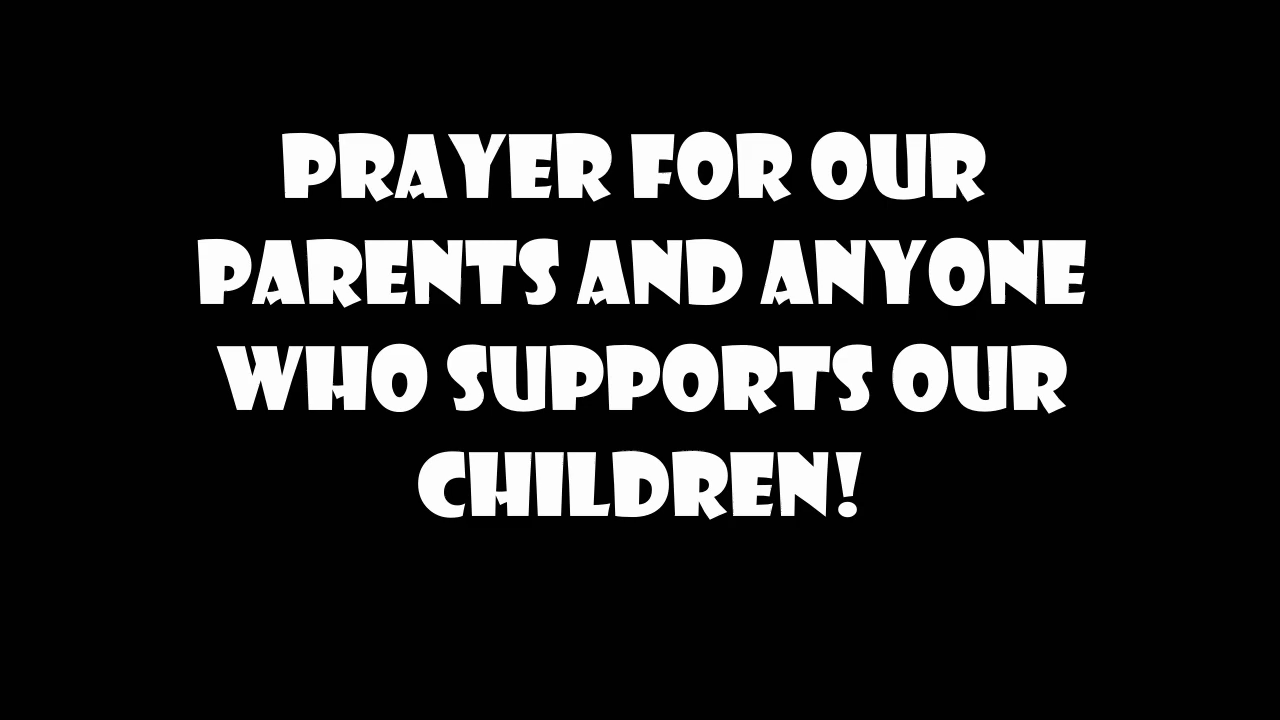 PRAYER FOR OUR
PARENTS AND ANYONE
WHO SUPPORTS OUR
CHILDREN!